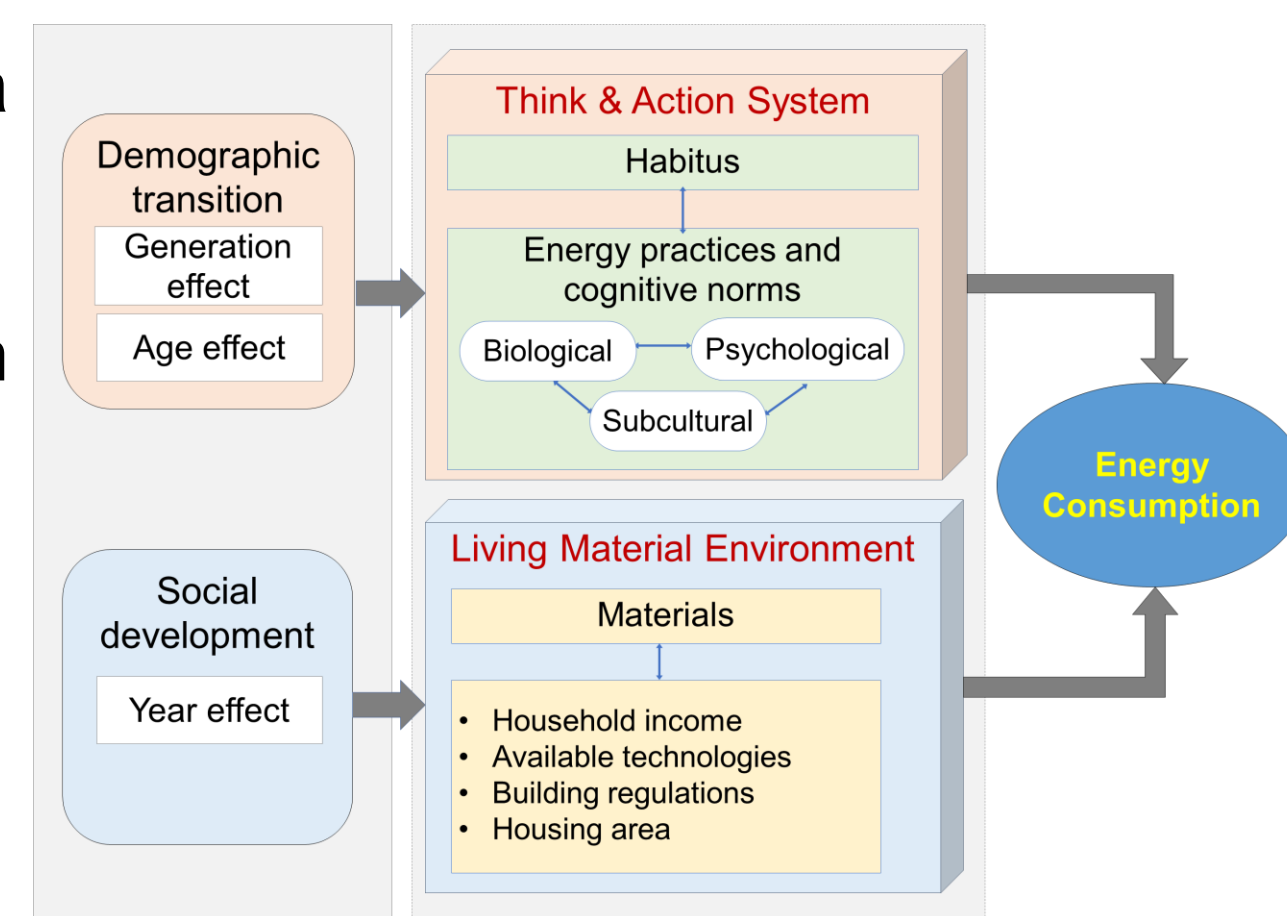 a
n
Demographic
transition
Generation
effect
Age effect
Social
development
Year effect
Think & Action System
Habitus
Energy practices and
cognitive norms
Biological
Psychological
Subcultural
Living Material Environment
Materials
• Household income
• Available technologies
• Building regulations
• Housing area
Energy
Consumption